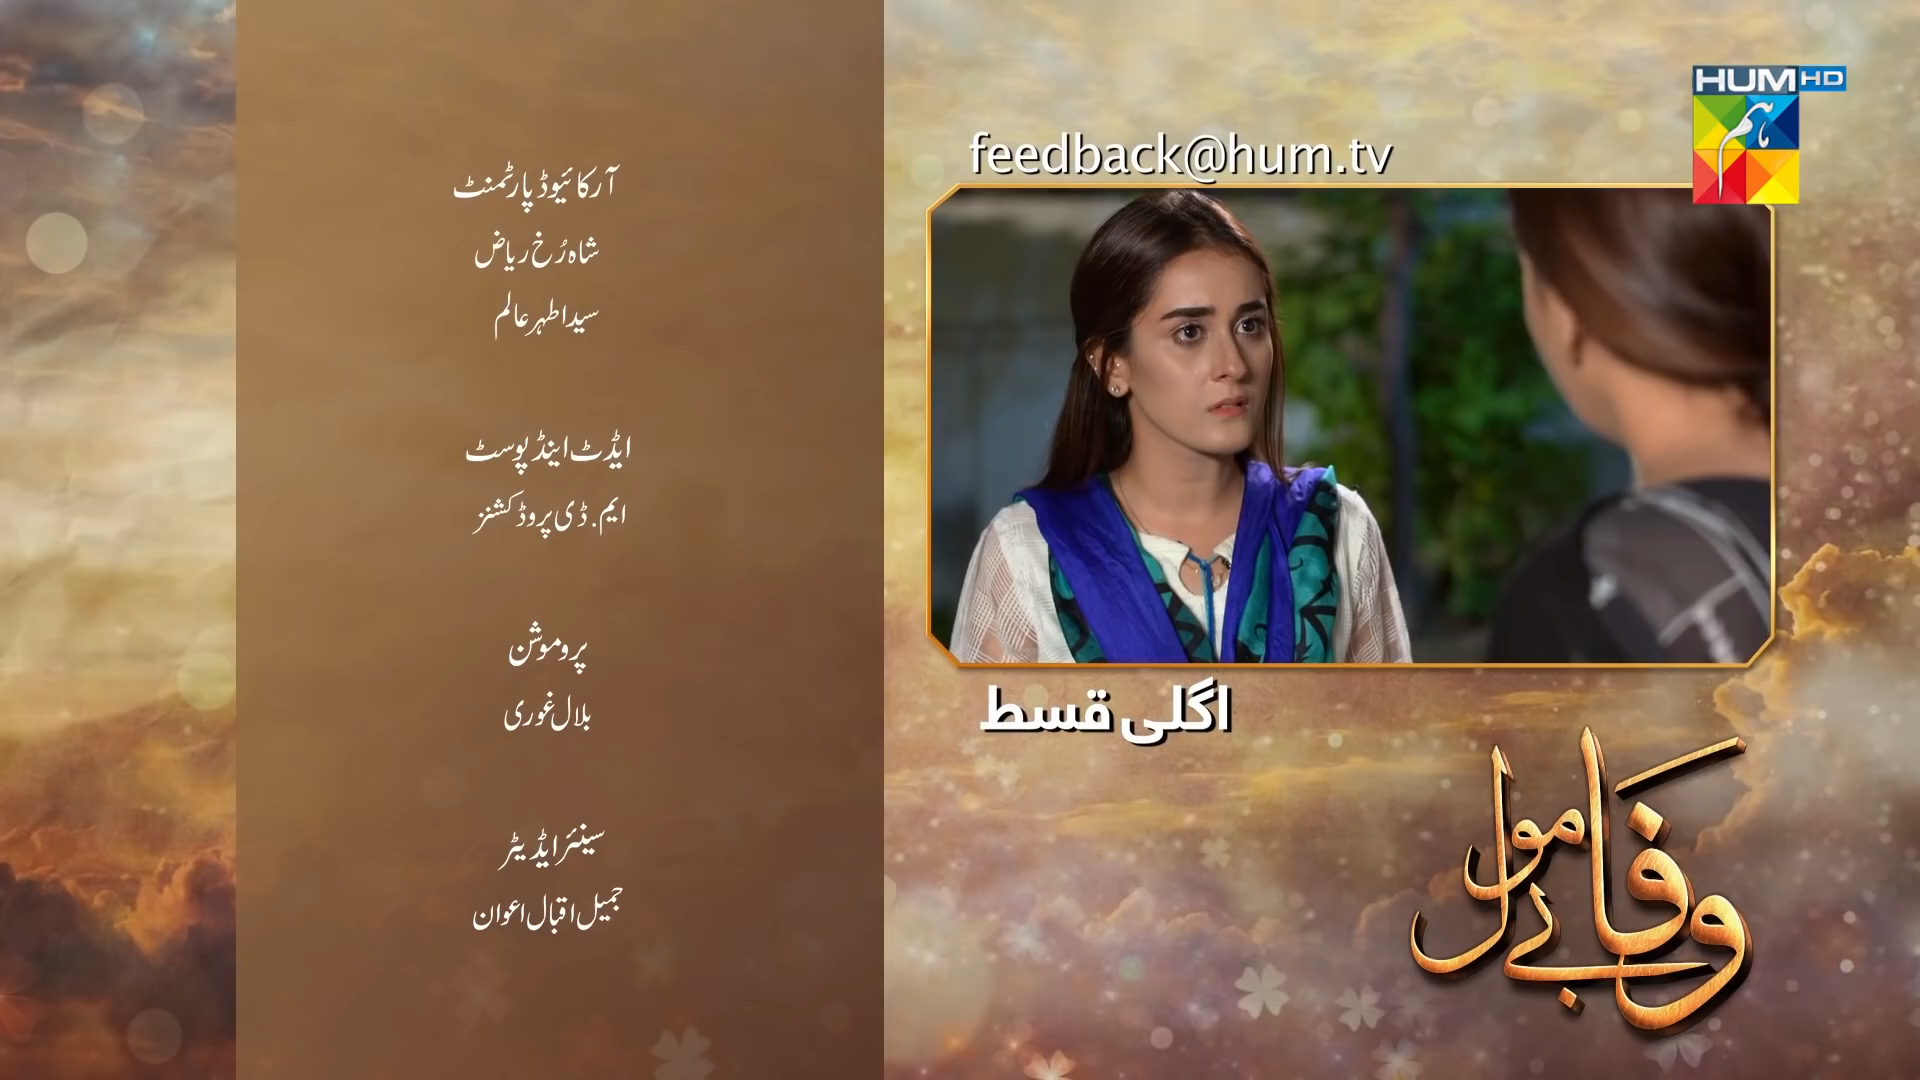 آرکائیو ڈپارٹمنٹ
شاہ رُخ ریاض
سید اطہر عالم
ایڈٹ اینڈ پوسٹ
ایم. ڈی پروڈکشنز
پروموشن
بلال غوری
سینئر ایڈیٹر
جمیل اقبال اعوان
HUM HD
ہم
feedback@hum.tv
اگلی قسط
وفا بے مول